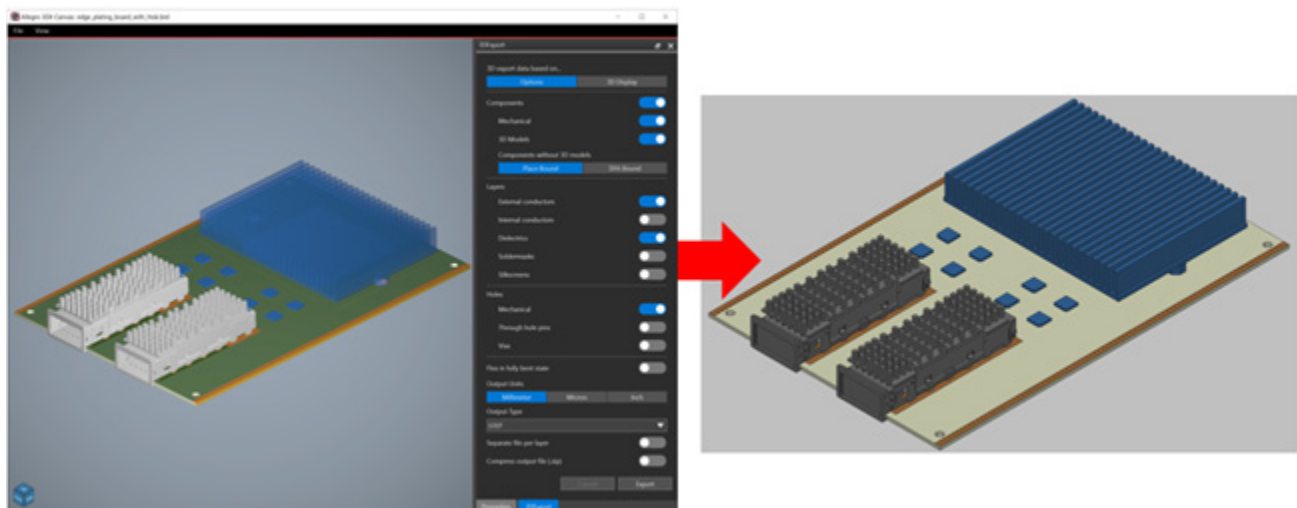 Allegro 3DX Canvas: edge_plating_board_with_hsk.brd
File View
3DExport
3D export data based on...
Options 3D Display
Components
Mechanical
3D Models
Components without 3D models
Place Bound DFA Bound
Layers
External conductors
Internal conductors
Dielectrics
Soldermasks
Silkscreens
Holes
Mechanical
Through hole pins
Vias
Flex in fully bent state
Output Units
Millimeter Micron Inch
Output Type
STEP
Separate file per layer
Compress output file (.zip)
Cancel Export
3DExport